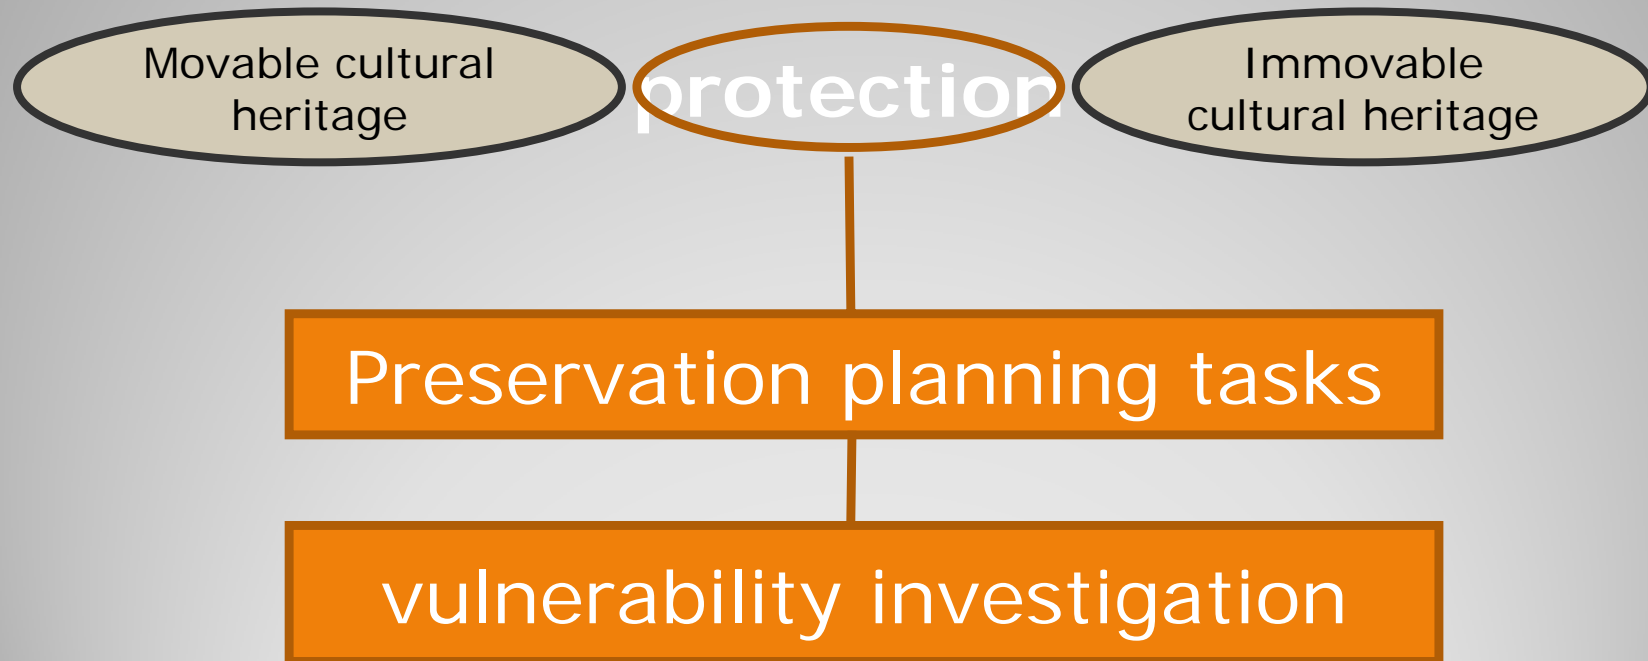 Movable cultural
heritage
protection
Immovable
cultural heritage
Preservation planning tasks
vulnerability investigation